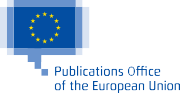 Publications Office
of the European Union